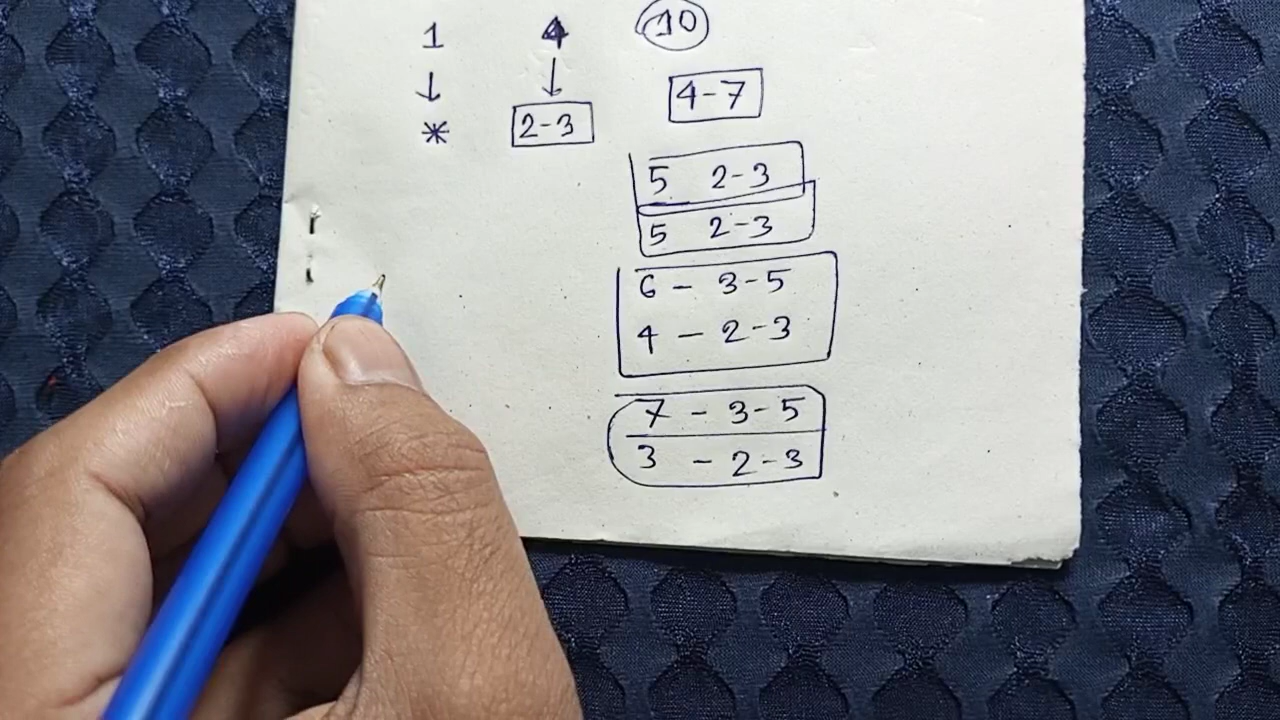 1 4 10
↓ ↓ 4-7
* 2-3
5 2-3
5 2-3
6 - 3-5
4 - 2-3
7 - 3-5
3 - 2-3